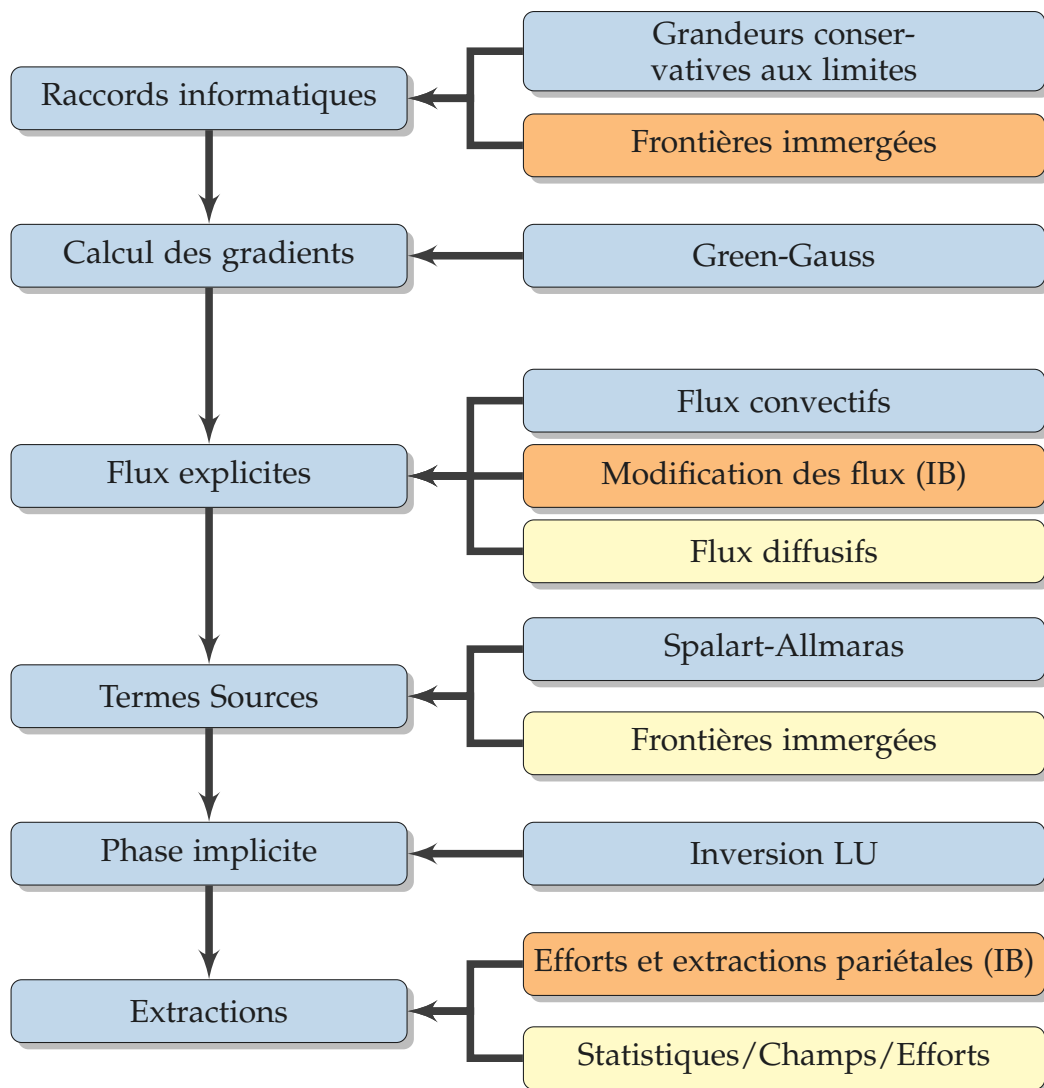 Grandeurs conser-
vatives aux limites
Raccords informatiques
Frontières immergées
Calcul des gradients
Green-Gauss
Flux convectifs
Flux explicites
Modification des flux (IB)
Flux diffusifs
Spalart-Allmaras
Termes Sources
Frontières immergées
Phase implicite
Inversion LU
Efforts et extractions pariétales (IB)
Extractions
Statistiques/Champs/Efforts